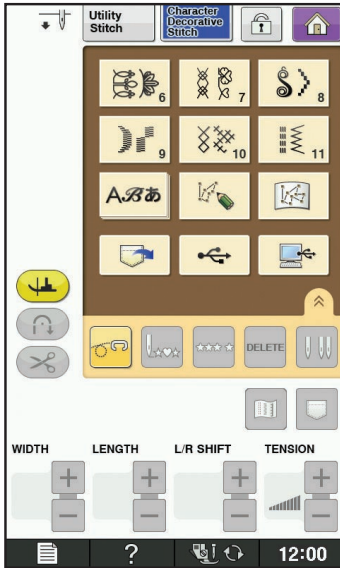 Utility
Stitch
Character
Decorative
Stitch
6
7
8
9
10
11
Aℬあ
DELETE
WIDTH
LENGTH
L/R SHIFT
TENSION
?
12:00